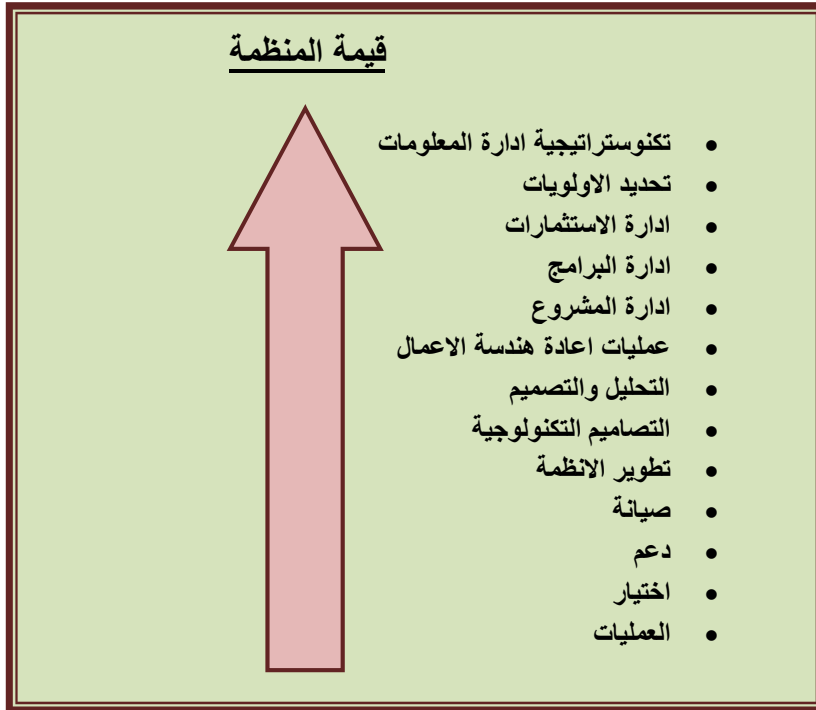 قيمة المنظمة
• تكنوستراتيجية ادارة المعلومات
• تحديد الاولويات
• ادارة الاستثمارات
• ادارة البرامج
• ادارة المشروع
• عمليات اعادة هندسة الاعمال
• التحليل والتصميم
• التصاميم التكنولوجية
• تطوير الانظمة
• صيانة
• دعم
• اختيار
• العمليات